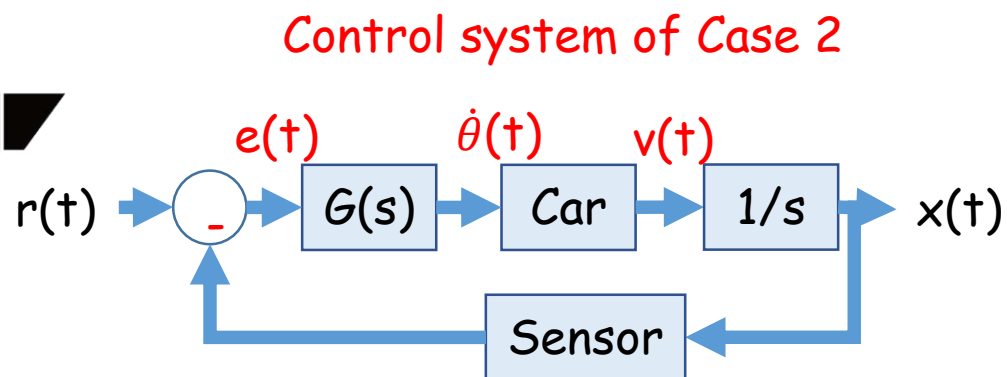 Control system of Case 2
e(t) θ̇(t) v(t)
r(t) - G(s) Car 1/s x(t)
Sensor